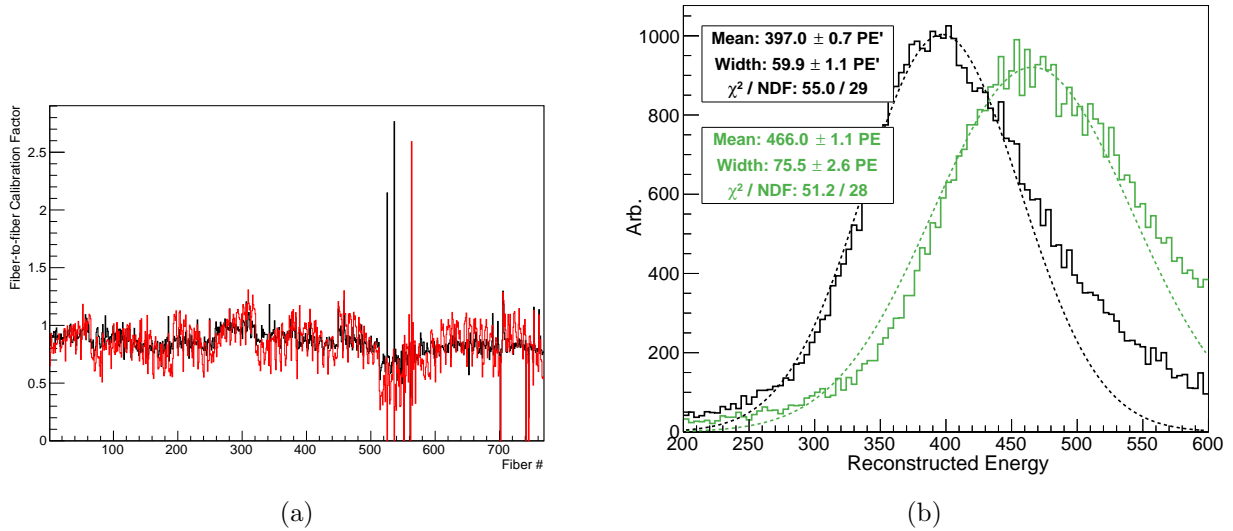 Fiber-to-fiber Calibration Factor
2.5
2
1.5
1
0.5
0
100 200 300 400 500 600 700
Fiber #
(a)
Mean: 397.0 ± 0.7 PE'
Width: 59.9 ± 1.1 PE'
χ² / NDF: 55.0 / 29
Mean: 466.0 ± 1.1 PE
Width: 75.5 ± 2.6 PE
χ² / NDF: 51.2 / 28
Arb.
1000
800
600
400
200
0
200 250 300 350 400 450 500 550 600
Reconstructed Energy
(b)